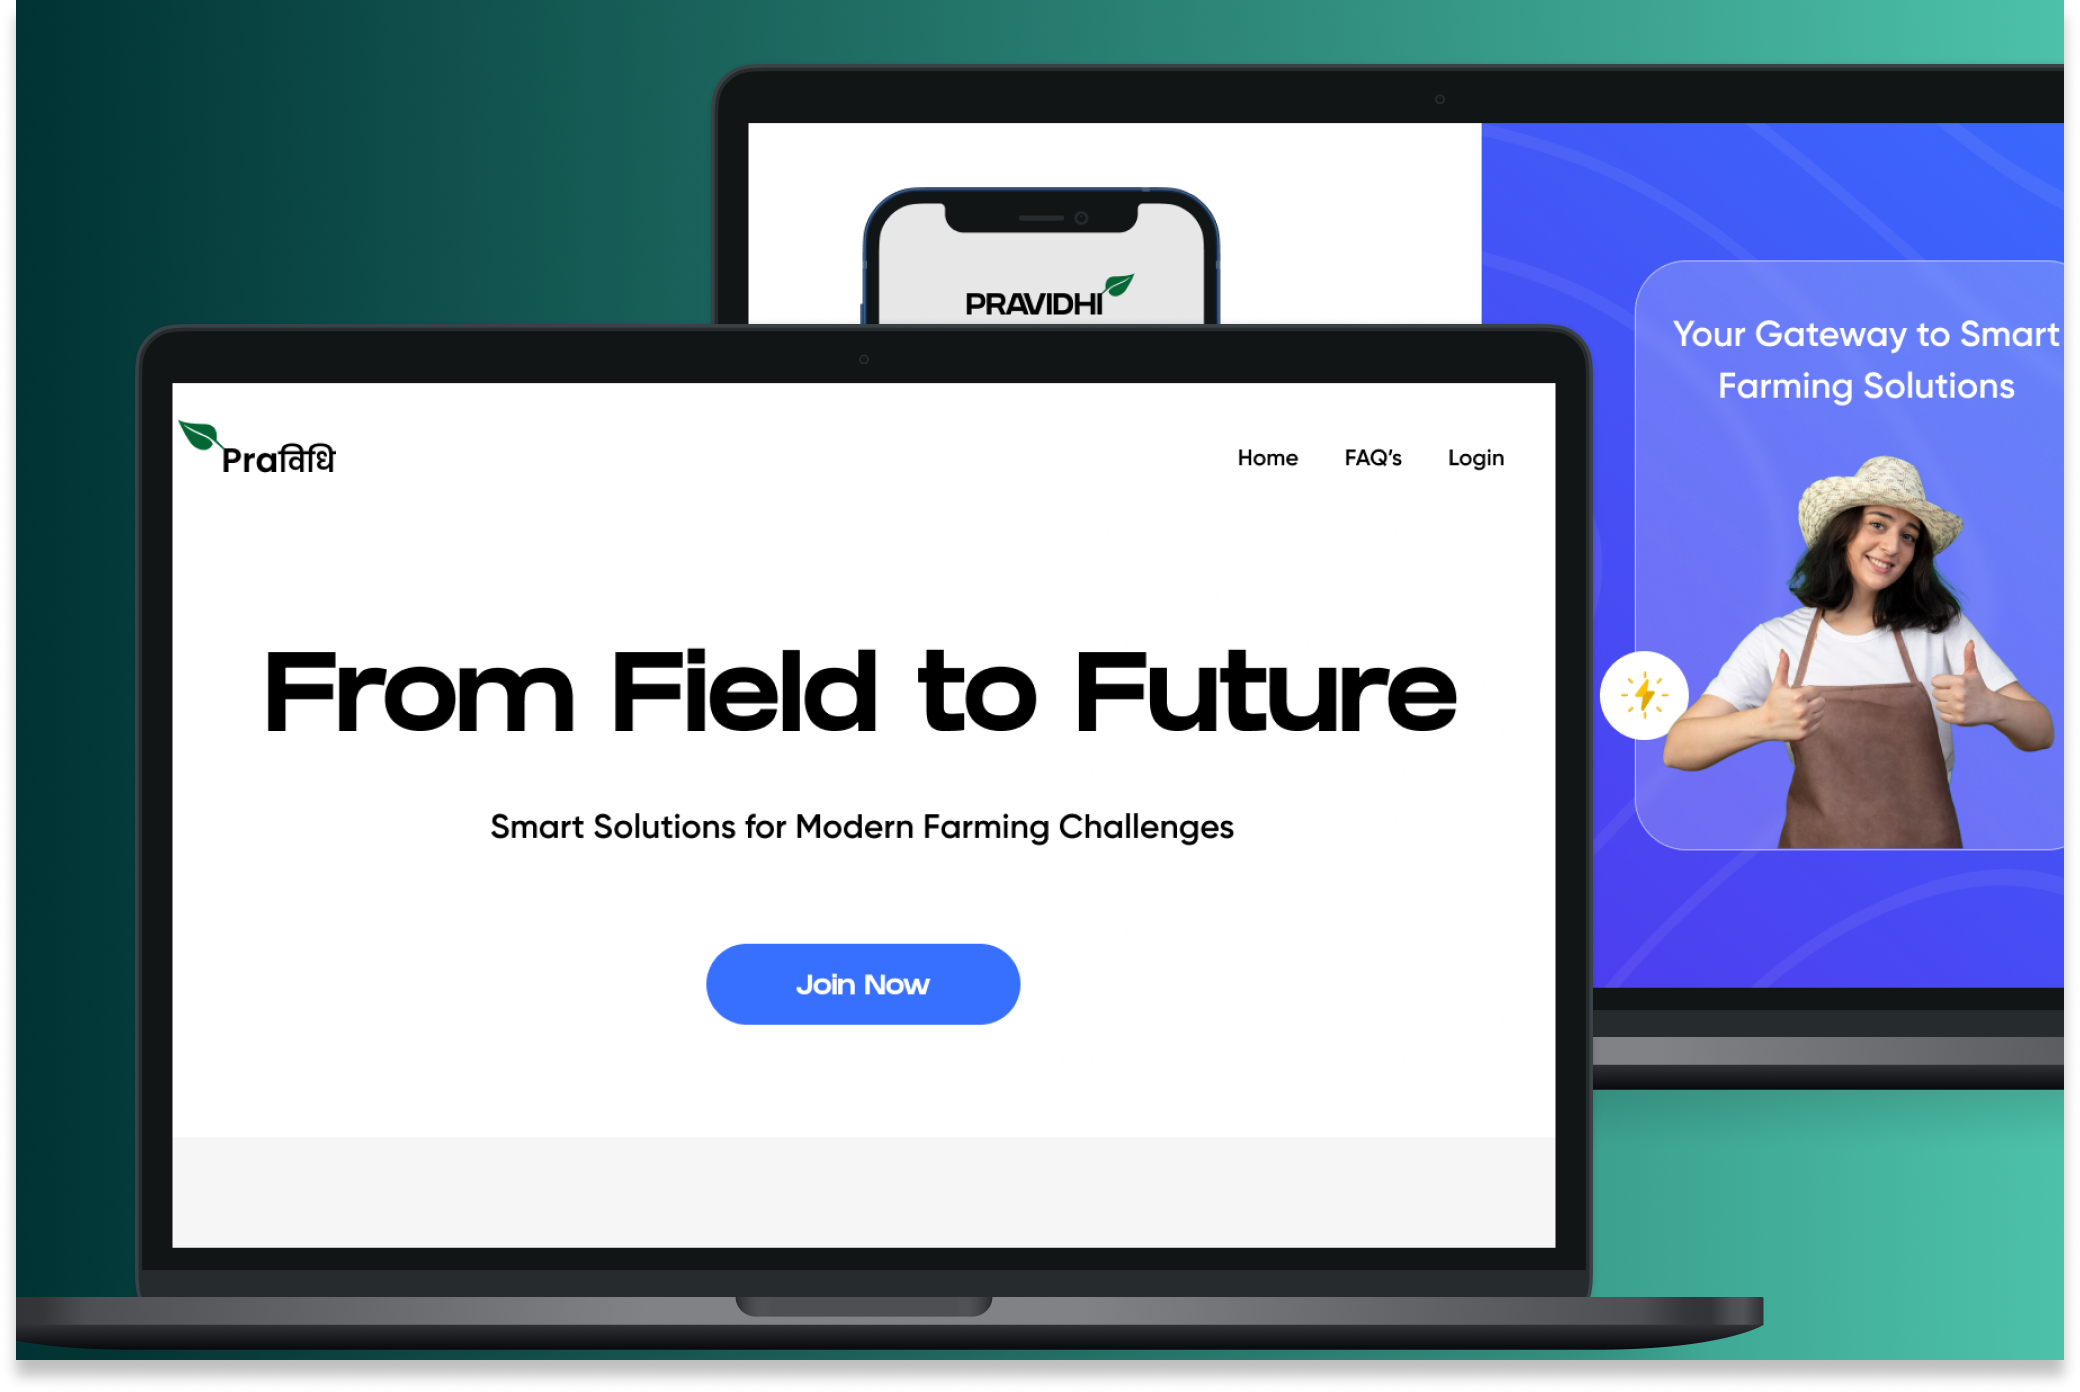 PRAVIDHI
Your Gateway to Smart
Farming Solutions
Praविधि
Home FAQ's Login
From Field to Future
Smart Solutions for Modern Farming Challenges
Join Now